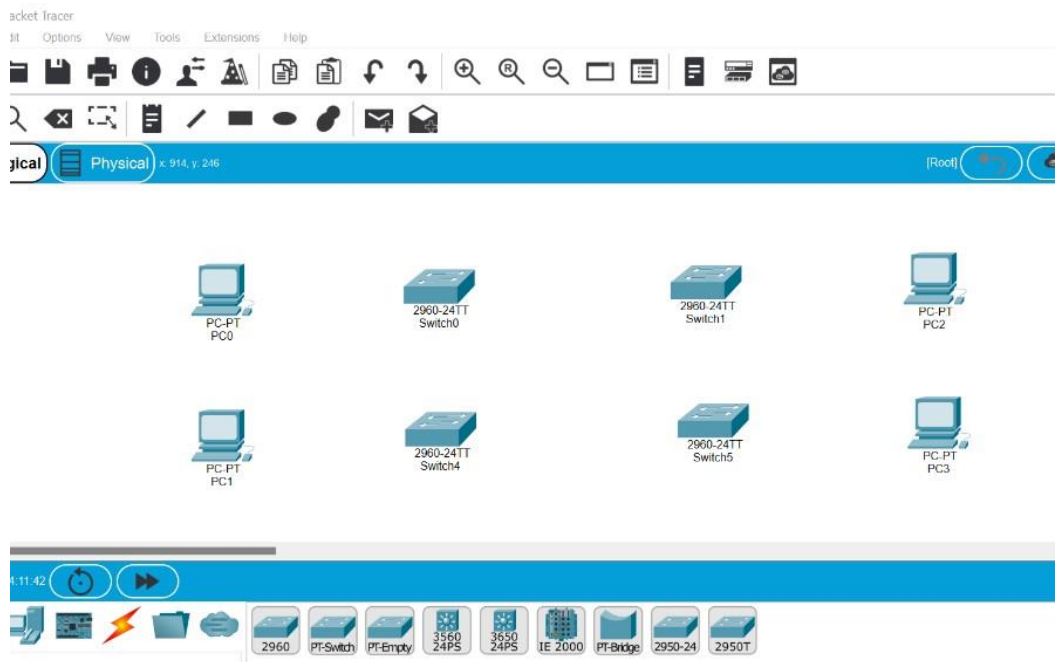 acket Tracer
dit Options View Tools Extensions Help
gical Physical x: 914, y: 246 [Root]
PC-PT
PC0
2960-24TT
Switch0
2960-24TT
Switch1
PC-PT
PC2
PC-PT
PC1
2960-24TT
Switch4
2960-24TT
Switch5
PC-PT
PC3
4:11:42
2960 PT-Switch PT-Empty 3560 24PS 3650 24PS IE 2000 PT-Bridge 2950-24 2950T